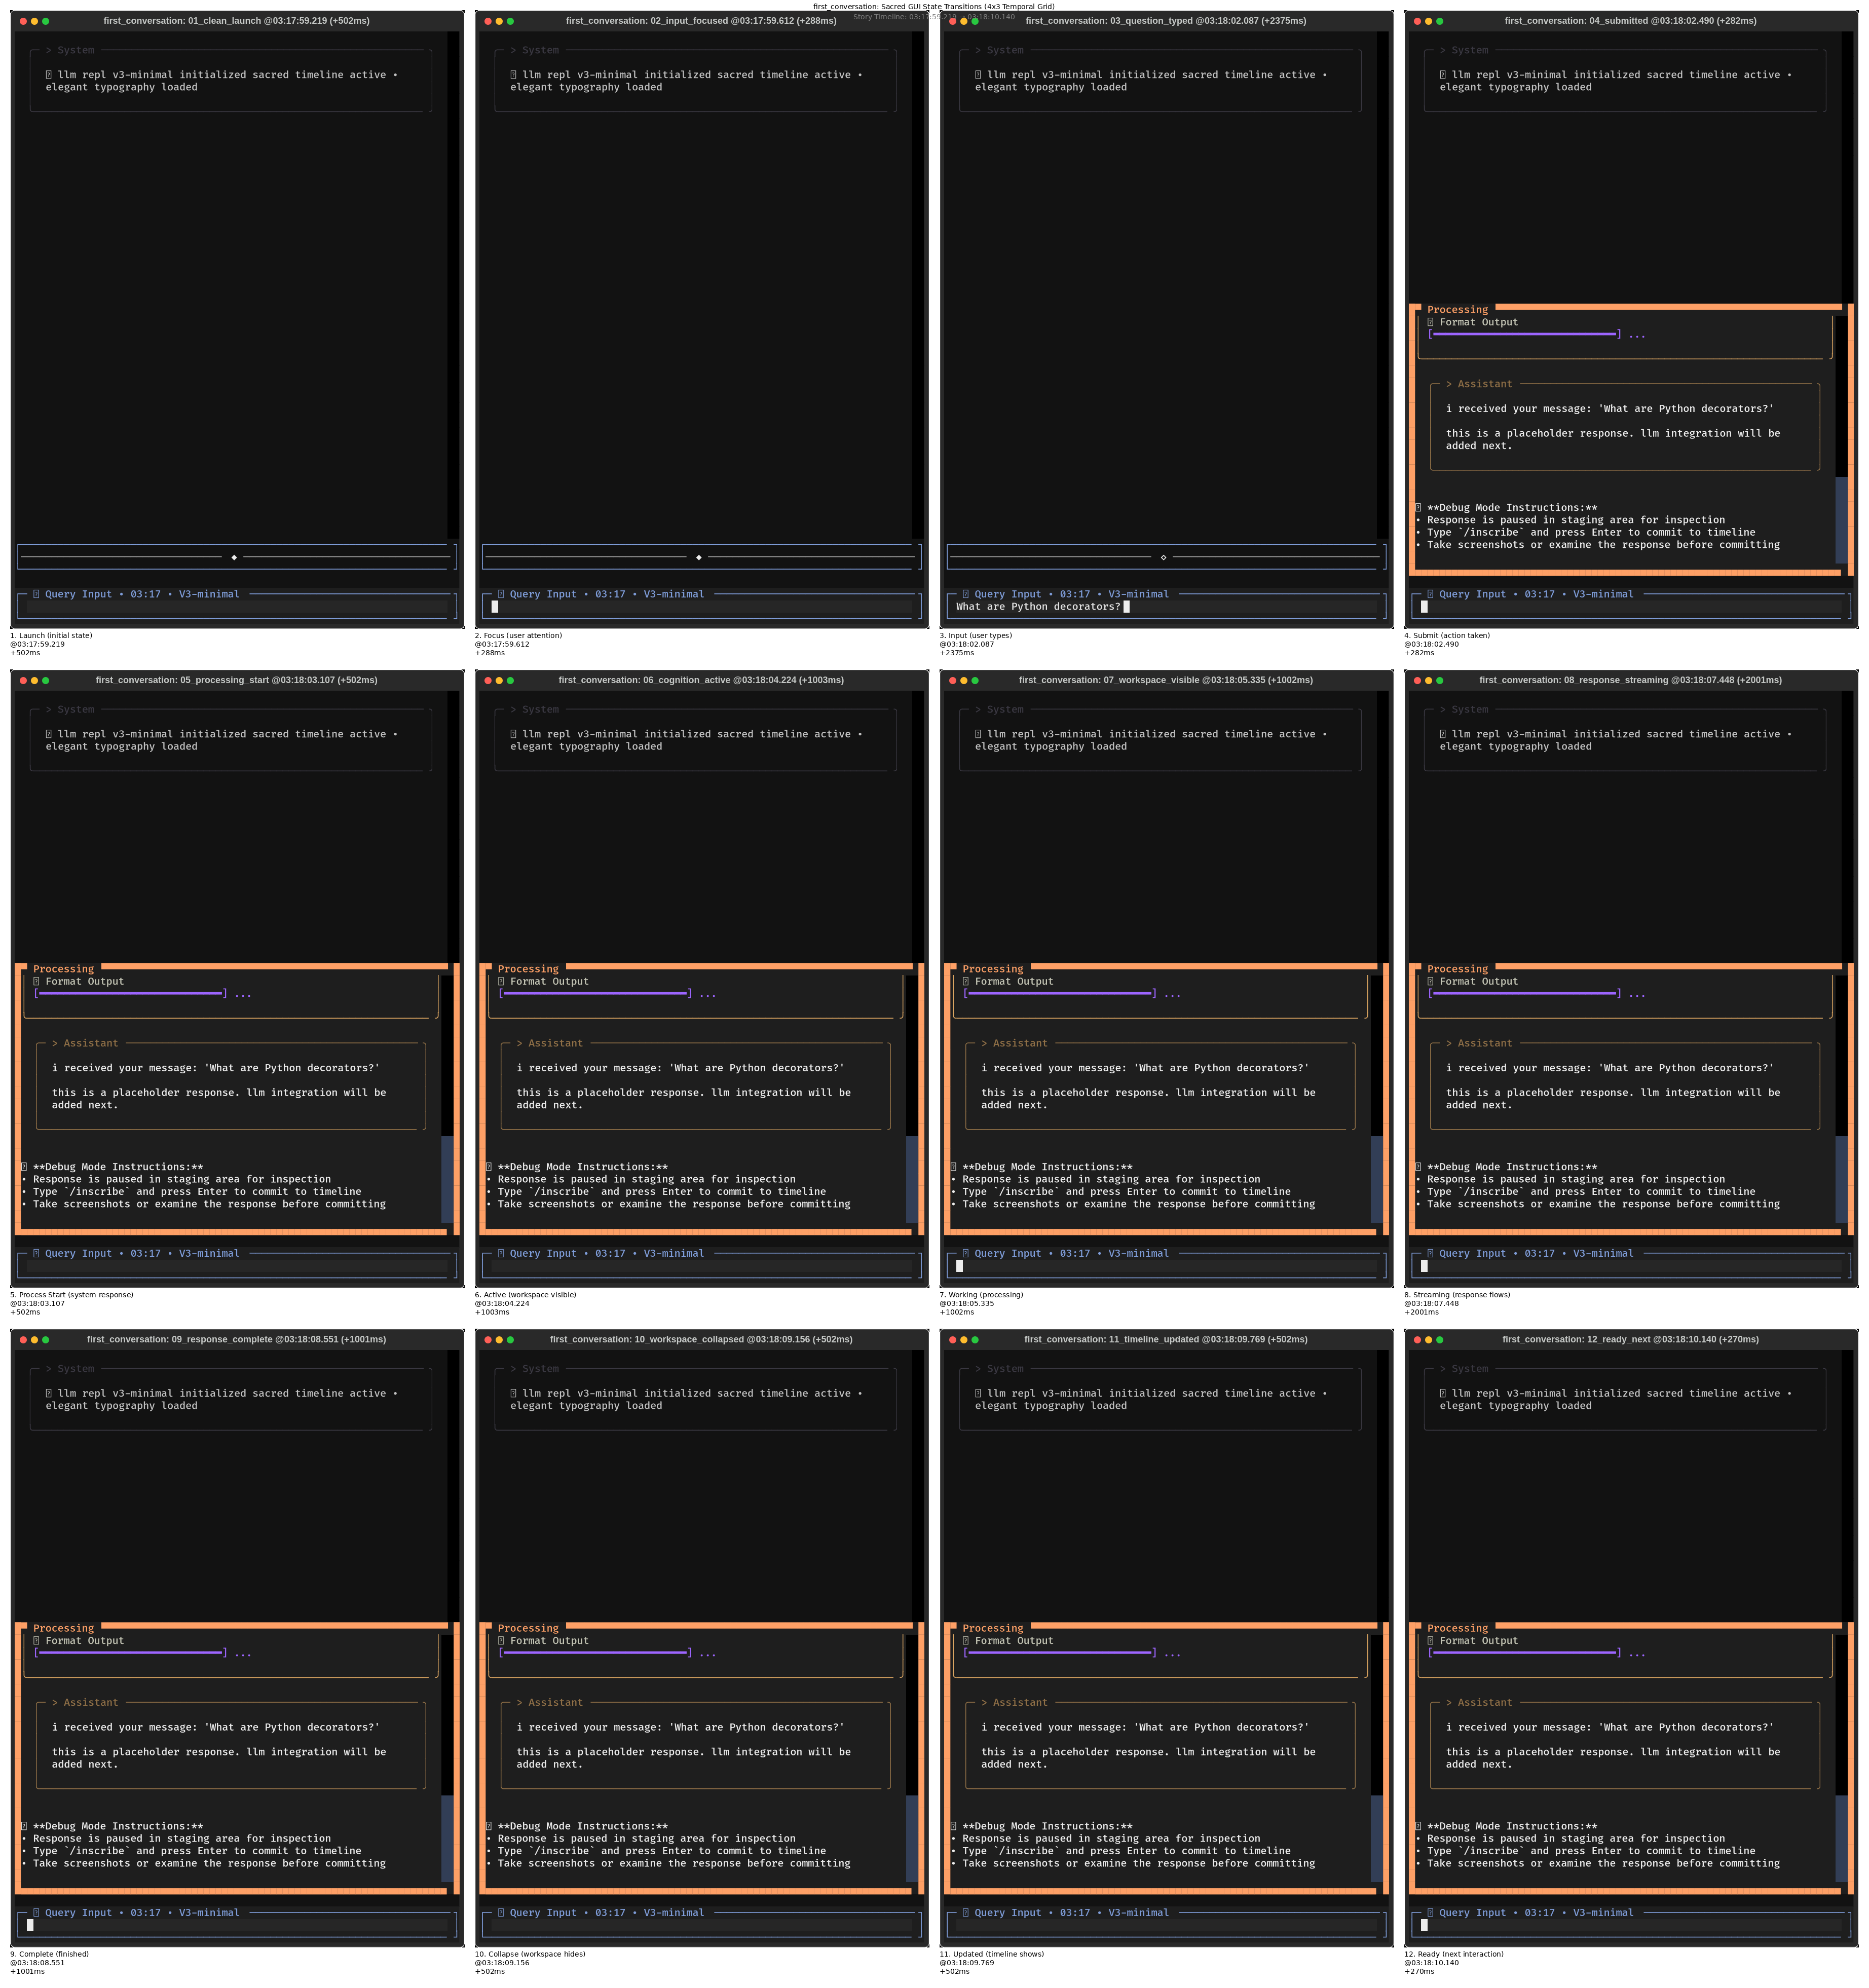 first_conversation: Sacred GUI State Transitions (4x3 Temporal Grid)
Story Timeline: 03:17:59.219 → 03:18:10.140
first_conversation: 01_clean_launch @03:17:59.219 (+502ms)
> System
llm repl v3-minimal initialized sacred timeline active •
elegant typography loaded
◆
Query Input • 03:17 • V3-minimal
1. Launch (initial state)
@03:17:59.219
+502ms
first_conversation: 02_input_focused @03:17:59.612 (+288ms)
> System
llm repl v3-minimal initialized sacred timeline active •
elegant typography loaded
◆
Query Input • 03:17 • V3-minimal
2. Focus (user attention)
@03:17:59.612
+288ms
first_conversation: 03_question_typed @03:18:02.087 (+2375ms)
> System
llm repl v3-minimal initialized sacred timeline active •
elegant typography loaded
◇
Query Input • 03:17 • V3-minimal
What are Python decorators?
3. Input (user types)
@03:18:02.087
+2375ms
first_conversation: 04_submitted @03:18:02.490 (+282ms)
> System
llm repl v3-minimal initialized sacred timeline active •
elegant typography loaded
Processing
Format Output
[━━━━━━━━━━━━━━━━━━━━━━━━━━━━━━] ...
> Assistant
i received your message: 'What are Python decorators?'
this is a placeholder response. llm integration will be
added next.
**Debug Mode Instructions:**
• Response is paused in staging area for inspection
• Type `/inscribe` and press Enter to commit to timeline
• Take screenshots or examine the response before committing
Query Input • 03:17 • V3-minimal
4. Submit (action taken)
@03:18:02.490
+282ms
first_conversation: 05_processing_start @03:18:03.107 (+502ms)
> System
llm repl v3-minimal initialized sacred timeline active •
elegant typography loaded
Processing
Format Output
[━━━━━━━━━━━━━━━━━━━━━━━━━━━━━━] ...
> Assistant
i received your message: 'What are Python decorators?'
this is a placeholder response. llm integration will be
added next.
**Debug Mode Instructions:**
• Response is paused in staging area for inspection
• Type `/inscribe` and press Enter to commit to timeline
• Take screenshots or examine the response before committing
Query Input • 03:17 • V3-minimal
5. Process Start (system response)
@03:18:03.107
+502ms
first_conversation: 06_cognition_active @03:18:04.224 (+1003ms)
> System
llm repl v3-minimal initialized sacred timeline active •
elegant typography loaded
Processing
Format Output
[━━━━━━━━━━━━━━━━━━━━━━━━━━━━━━] ...
> Assistant
i received your message: 'What are Python decorators?'
this is a placeholder response. llm integration will be
added next.
**Debug Mode Instructions:**
• Response is paused in staging area for inspection
• Type `/inscribe` and press Enter to commit to timeline
• Take screenshots or examine the response before committing
Query Input • 03:17 • V3-minimal
6. Active (workspace visible)
@03:18:04.224
+1003ms
first_conversation: 07_workspace_visible @03:18:05.335 (+1002ms)
> System
llm repl v3-minimal initialized sacred timeline active •
elegant typography loaded
Processing
Format Output
[━━━━━━━━━━━━━━━━━━━━━━━━━━━━━━] ...
> Assistant
i received your message: 'What are Python decorators?'
this is a placeholder response. llm integration will be
added next.
**Debug Mode Instructions:**
• Response is paused in staging area for inspection
• Type `/inscribe` and press Enter to commit to timeline
• Take screenshots or examine the response before committing
Query Input • 03:17 • V3-minimal
7. Working (processing)
@03:18:05.335
+1002ms
first_conversation: 08_response_streaming @03:18:07.448 (+2001ms)
> System
llm repl v3-minimal initialized sacred timeline active •
elegant typography loaded
Processing
Format Output
[━━━━━━━━━━━━━━━━━━━━━━━━━━━━━━] ...
> Assistant
i received your message: 'What are Python decorators?'
this is a placeholder response. llm integration will be
added next.
**Debug Mode Instructions:**
• Response is paused in staging area for inspection
• Type `/inscribe` and press Enter to commit to timeline
• Take screenshots or examine the response before committing
Query Input • 03:17 • V3-minimal
8. Streaming (response flows)
@03:18:07.448
+2001ms
first_conversation: 09_response_complete @03:18:08.551 (+1001ms)
> System
llm repl v3-minimal initialized sacred timeline active •
elegant typography loaded
Processing
Format Output
[━━━━━━━━━━━━━━━━━━━━━━━━━━━━━━] ...
> Assistant
i received your message: 'What are Python decorators?'
this is a placeholder response. llm integration will be
added next.
**Debug Mode Instructions:**
• Response is paused in staging area for inspection
• Type `/inscribe` and press Enter to commit to timeline
• Take screenshots or examine the response before committing
Query Input • 03:17 • V3-minimal
9. Complete (finished)
@03:18:08.551
+1001ms
first_conversation: 10_workspace_collapsed @03:18:09.156 (+502ms)
> System
llm repl v3-minimal initialized sacred timeline active •
elegant typography loaded
Processing
Format Output
[━━━━━━━━━━━━━━━━━━━━━━━━━━━━━━] ...
> Assistant
i received your message: 'What are Python decorators?'
this is a placeholder response. llm integration will be
added next.
**Debug Mode Instructions:**
• Response is paused in staging area for inspection
• Type `/inscribe` and press Enter to commit to timeline
• Take screenshots or examine the response before committing
Query Input • 03:17 • V3-minimal
10. Collapse (workspace hides)
@03:18:09.156
+502ms
first_conversation: 11_timeline_updated @03:18:09.769 (+502ms)
> System
llm repl v3-minimal initialized sacred timeline active •
elegant typography loaded
Processing
Format Output
[━━━━━━━━━━━━━━━━━━━━━━━━━━━━━━] ...
> Assistant
i received your message: 'What are Python decorators?'
this is a placeholder response. llm integration will be
added next.
**Debug Mode Instructions:**
• Response is paused in staging area for inspection
• Type `/inscribe` and press Enter to commit to timeline
• Take screenshots or examine the response before committing
Query Input • 03:17 • V3-minimal
11. Updated (timeline shows)
@03:18:09.769
+502ms
first_conversation: 12_ready_next @03:18:10.140 (+270ms)
> System
llm repl v3-minimal initialized sacred timeline active •
elegant typography loaded
Processing
Format Output
[━━━━━━━━━━━━━━━━━━━━━━━━━━━━━━] ...
> Assistant
i received your message: 'What are Python decorators?'
this is a placeholder response. llm integration will be
added next.
**Debug Mode Instructions:**
• Response is paused in staging area for inspection
• Type `/inscribe` and press Enter to commit to timeline
• Take screenshots or examine the response before committing
Query Input • 03:17 • V3-minimal
12. Ready (next interaction)
@03:18:10.140
+270ms